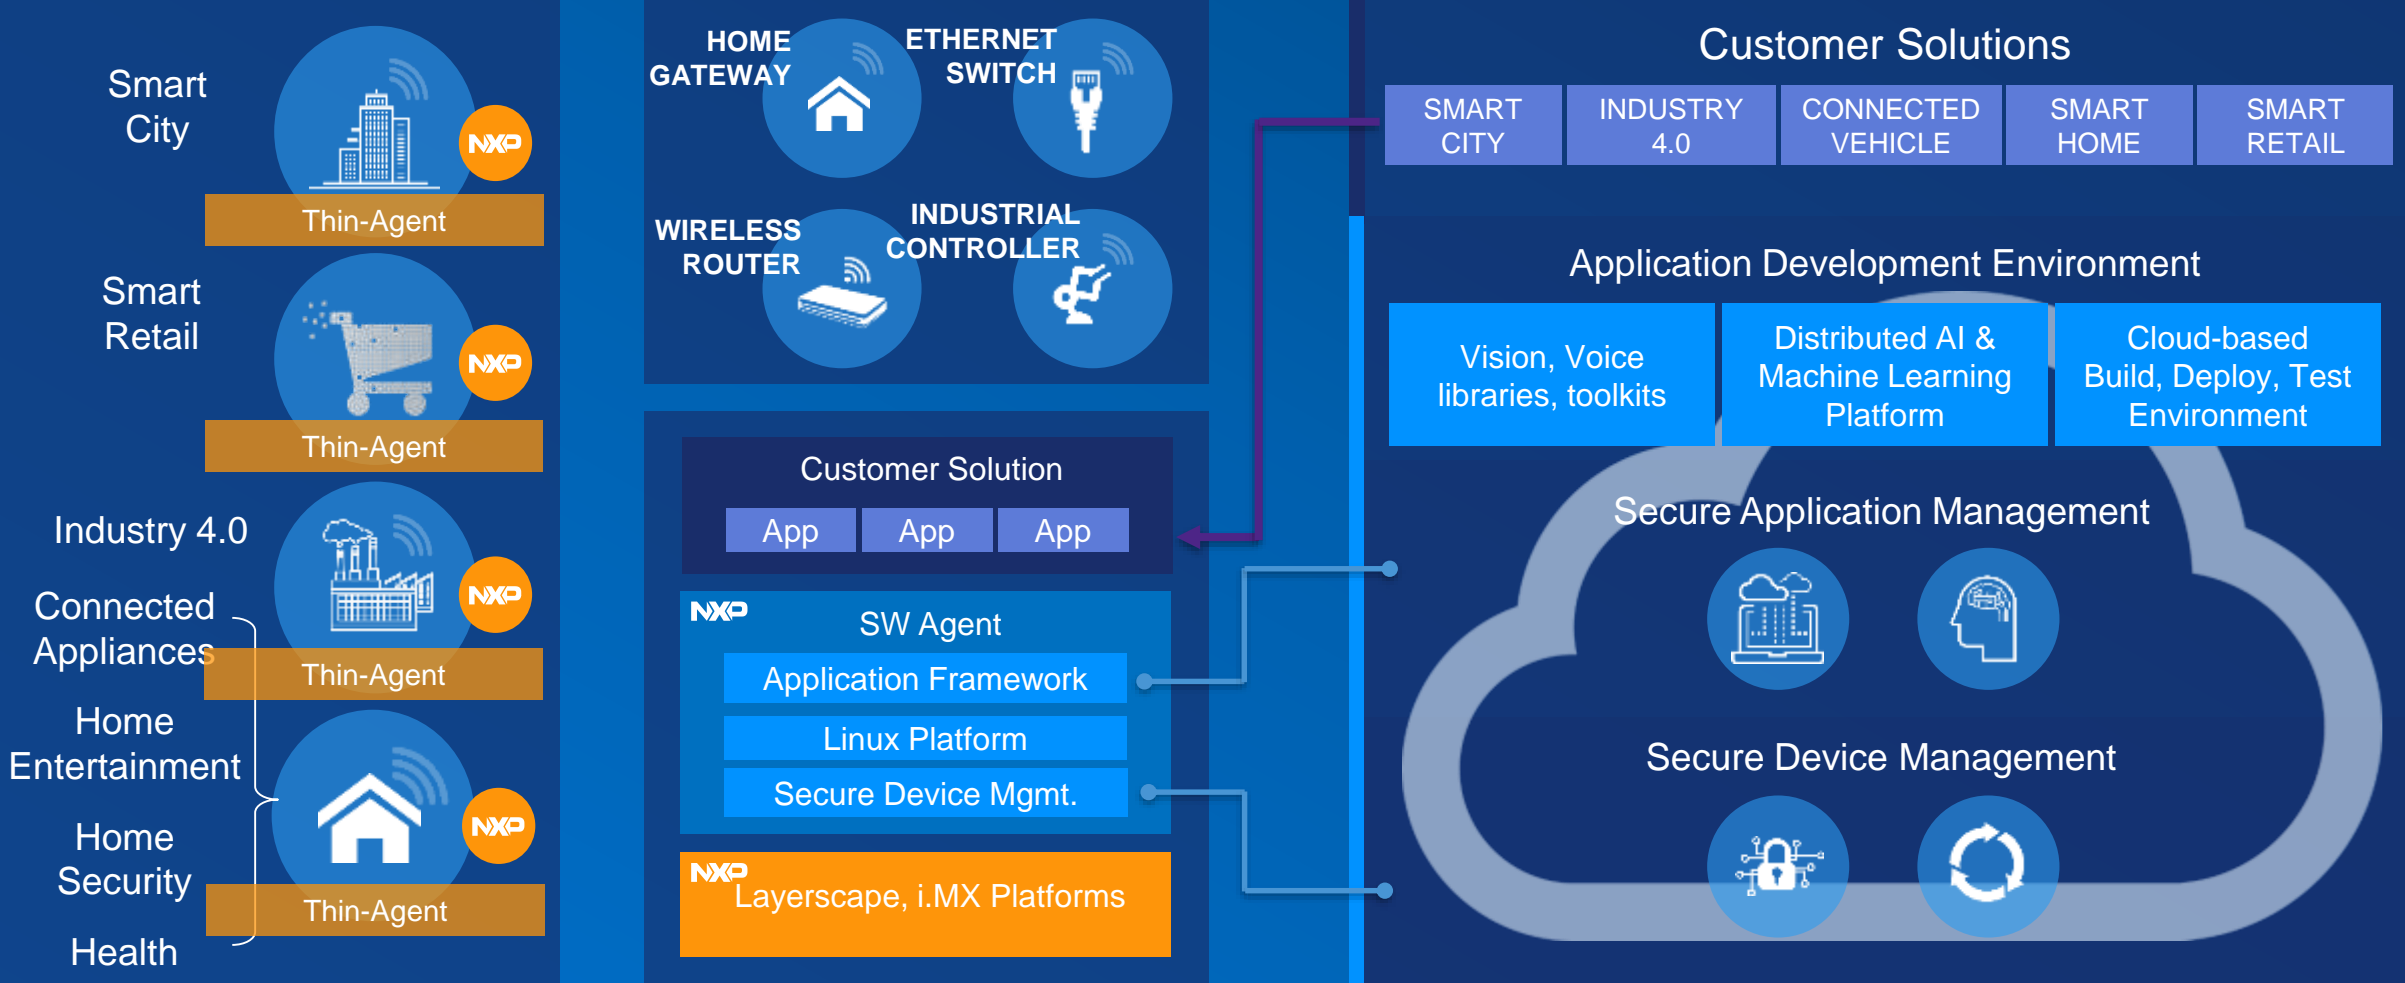 Smart
City
NXP
Thin-Agent
Smart
Retail
NXP
Thin-Agent
Industry 4.0
NXP
Connected
Appliances
Thin-Agent
Home
Entertainment
NXP
Home
Security
Thin-Agent
Health
HOME
GATEWAY
ETHERNET
SWITCH
WIRELESS
ROUTER
INDUSTRIAL
CONTROLLER
Customer Solution
App
App
App
NXP
SW Agent
Application Framework
Linux Platform
Secure Device Mgmt.
NXP
Layerscape, i.MX Platforms
Customer Solutions
SMART
CITY
INDUSTRY
4.0
CONNECTED
VEHICLE
SMART
HOME
SMART
RETAIL
Application Development Environment
Vision, Voice
libraries, toolkits
Distributed AI &
Machine Learning
Platform
Cloud-based
Build, Deploy, Test
Environment
Secure Application Management
Secure Device Management